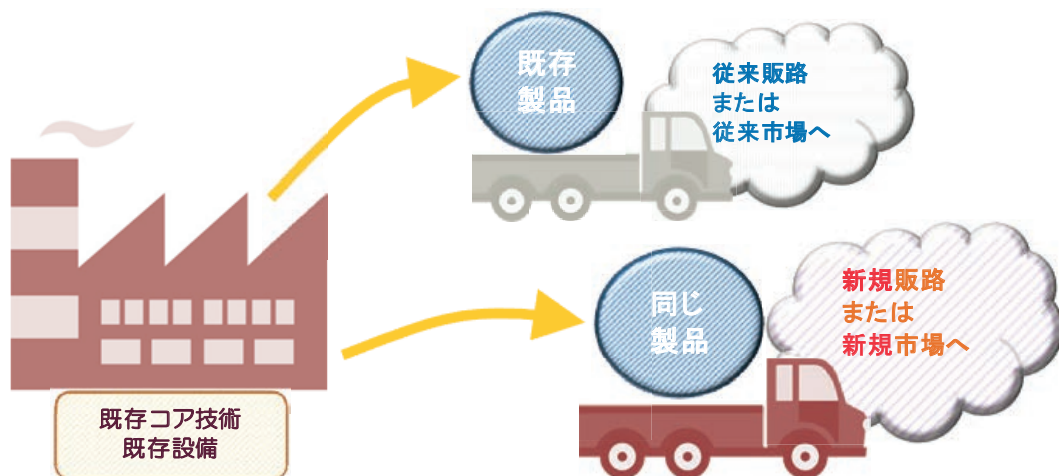 既存
製品
従来販路
または
従来市場へ
同じ
製品
新規販路
または
新規市場へ
既存コア技術
既存設備